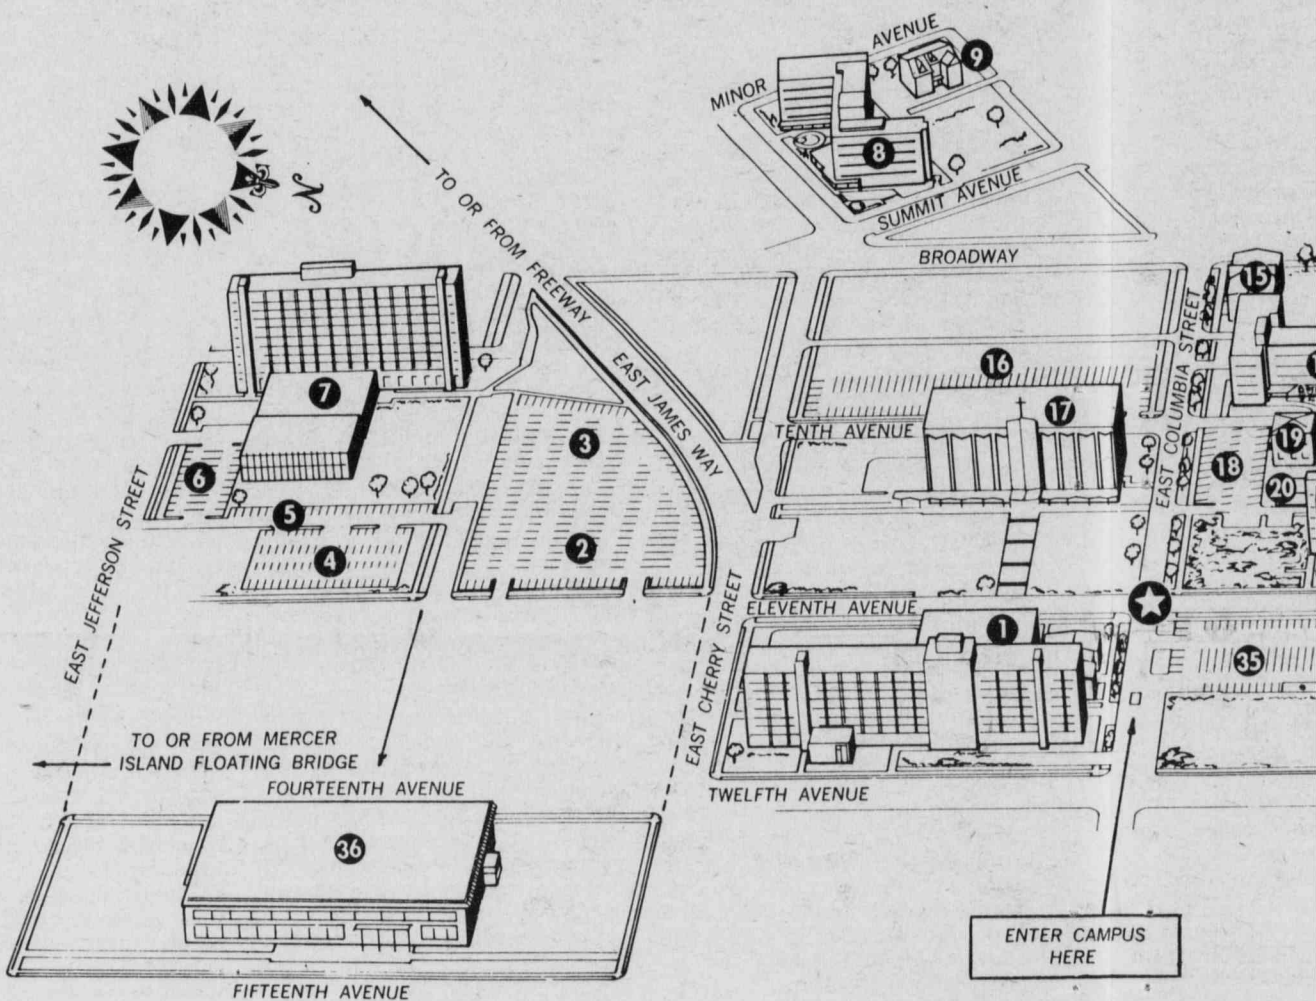 AVENUE
9
MINOR
8
SUMMIT AVENUE
BROADWAY
N
TO OR FROM FREEWAY
15
EAST COLUMBIA STREET
16
17
TENTH AVENUE
7
EAST JAMES WAY
3
19
18
20
6
5
4
2
EAST JEFFERSON STREET
EAST CHERRY STREET
ELEVENTH AVENUE
1
35
TO OR FROM MERCER
ISLAND FLOATING BRIDGE
FOURTEENTH AVENUE
TWELFTH AVENUE
36
ENTER CAMPUS
HERE
FIFTEENTH AVENUE